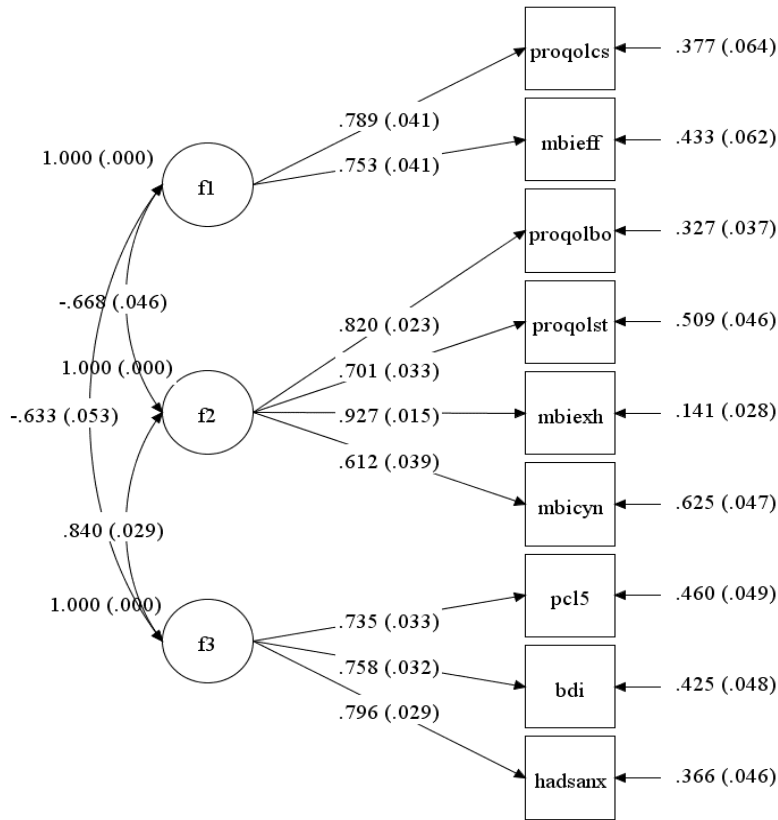 proqolcs
.377 (.064)
.789 (.041)
1.000 (.000)
mbieff
.433 (.062)
.753 (.041)
f1
proqolbo
.327 (.037)
-.668 (.046)
.820 (.023)
proqolst
.509 (.046)
1.000 (.000)
.701 (.033)
-.633 (.053)
f2
.927 (.015)
mbiexh
.141 (.028)
.612 (.039)
mbicyn
.625 (.047)
.840 (.029)
pcl5
.460 (.049)
1.000 (.000)
.735 (.033)
f3
.758 (.032)
bdi
.425 (.048)
.796 (.029)
hadsanx
.366 (.046)